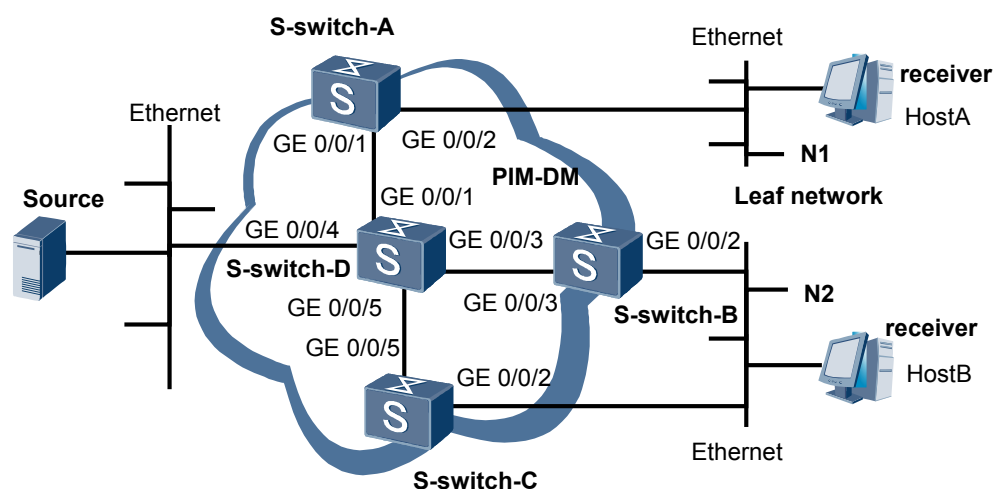 S-switch-A
Ethernet
receiver
HostA
Ethernet
GE 0/0/1
GE 0/0/2
N1
PIM-DM
Leaf network
Source
GE 0/0/1
GE 0/0/4
GE 0/0/3
GE 0/0/2
S-switch-D
N2
GE 0/0/5
GE 0/0/3
S-switch-B
receiver
GE 0/0/5
GE 0/0/2
HostB
Ethernet
S-switch-C
S
S
S
S